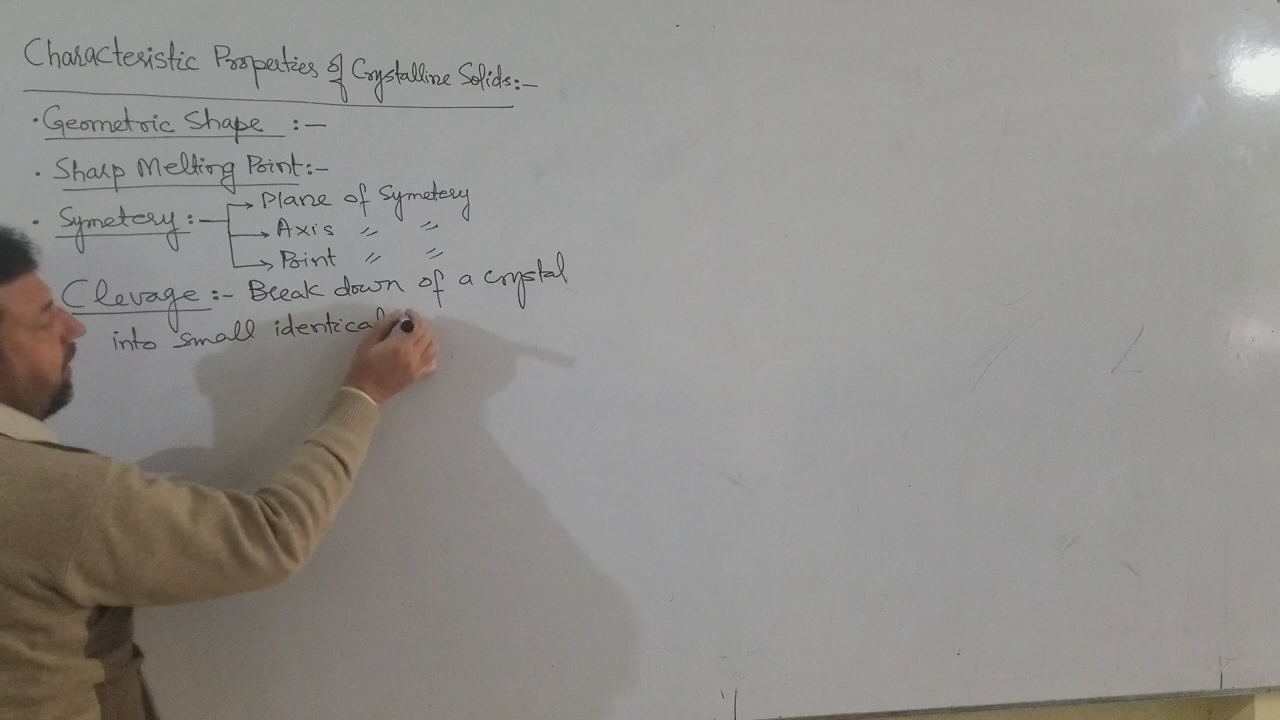 Characteristic Properties of Crystalline Solids:-
· Geometric Shape :-
· Sharp Melting Point:-
· Symetery :- → Plane of Symetery
→ Axis " "
→ Point " "
Clevage :- Break down of a crystal
into small identical